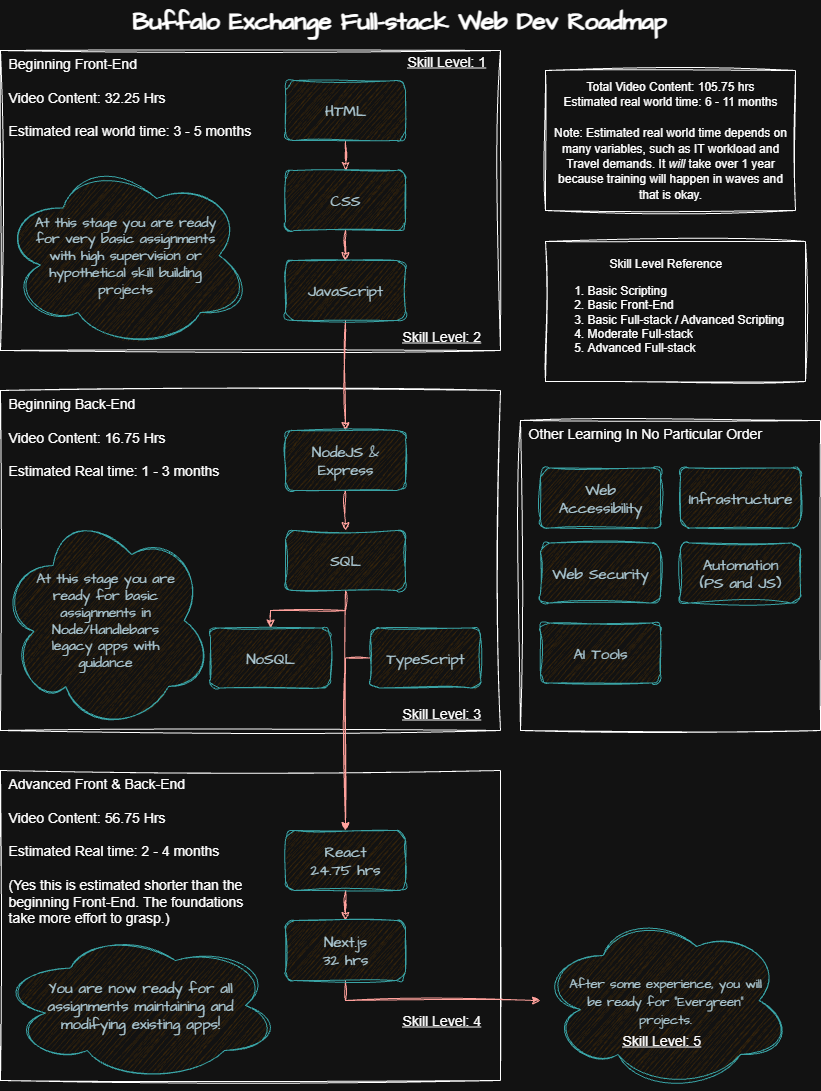 Buffalo Exchange Full-stack Web Dev Roadmap
Beginning Front-End
Skill Level: 1
Video Content: 32.25 Hrs
Estimated real world time: 3 - 5 months
HTML
CSS
JavaScript
At this stage you are ready
for very basic assignments
with high supervision or
hypothetical skill building
projects
Skill Level: 2
Total Video Content: 105.75 hrs
Estimated real world time: 6 - 11 months
Note: Estimated real world time depends on
many variables, such as IT workload and
Travel demands. It will take over 1 year
because training will happen in waves and
that is okay.
Skill Level Reference
1. Basic Scripting
2. Basic Front-End
3. Basic Full-stack / Advanced Scripting
4. Moderate Full-stack
5. Advanced Full-stack
Beginning Back-End
Video Content: 16.75 Hrs
Estimated Real time: 1 - 3 months
NodeJS &
Express
SQL
NoSQL
TypeScript
At this stage you are
ready for basic
assignments in
Node/Handlebars
legacy apps with
guidance
Skill Level: 3
Other Learning In No Particular Order
Web
Accessibility
Infrastructure
Web Security
Automation
(PS and JS)
AI Tools
Advanced Front & Back-End
Video Content: 56.75 Hrs
Estimated Real time: 2 - 4 months
(Yes this is estimated shorter than the
beginning Front-End. The foundations
take more effort to grasp.)
React
24.75 hrs
Next.js
32 hrs
You are now ready for all
assignments maintaining and
modifying existing apps!
Skill Level: 4
After some experience, you will
be ready for "Evergreen"
projects.
Skill Level: 5